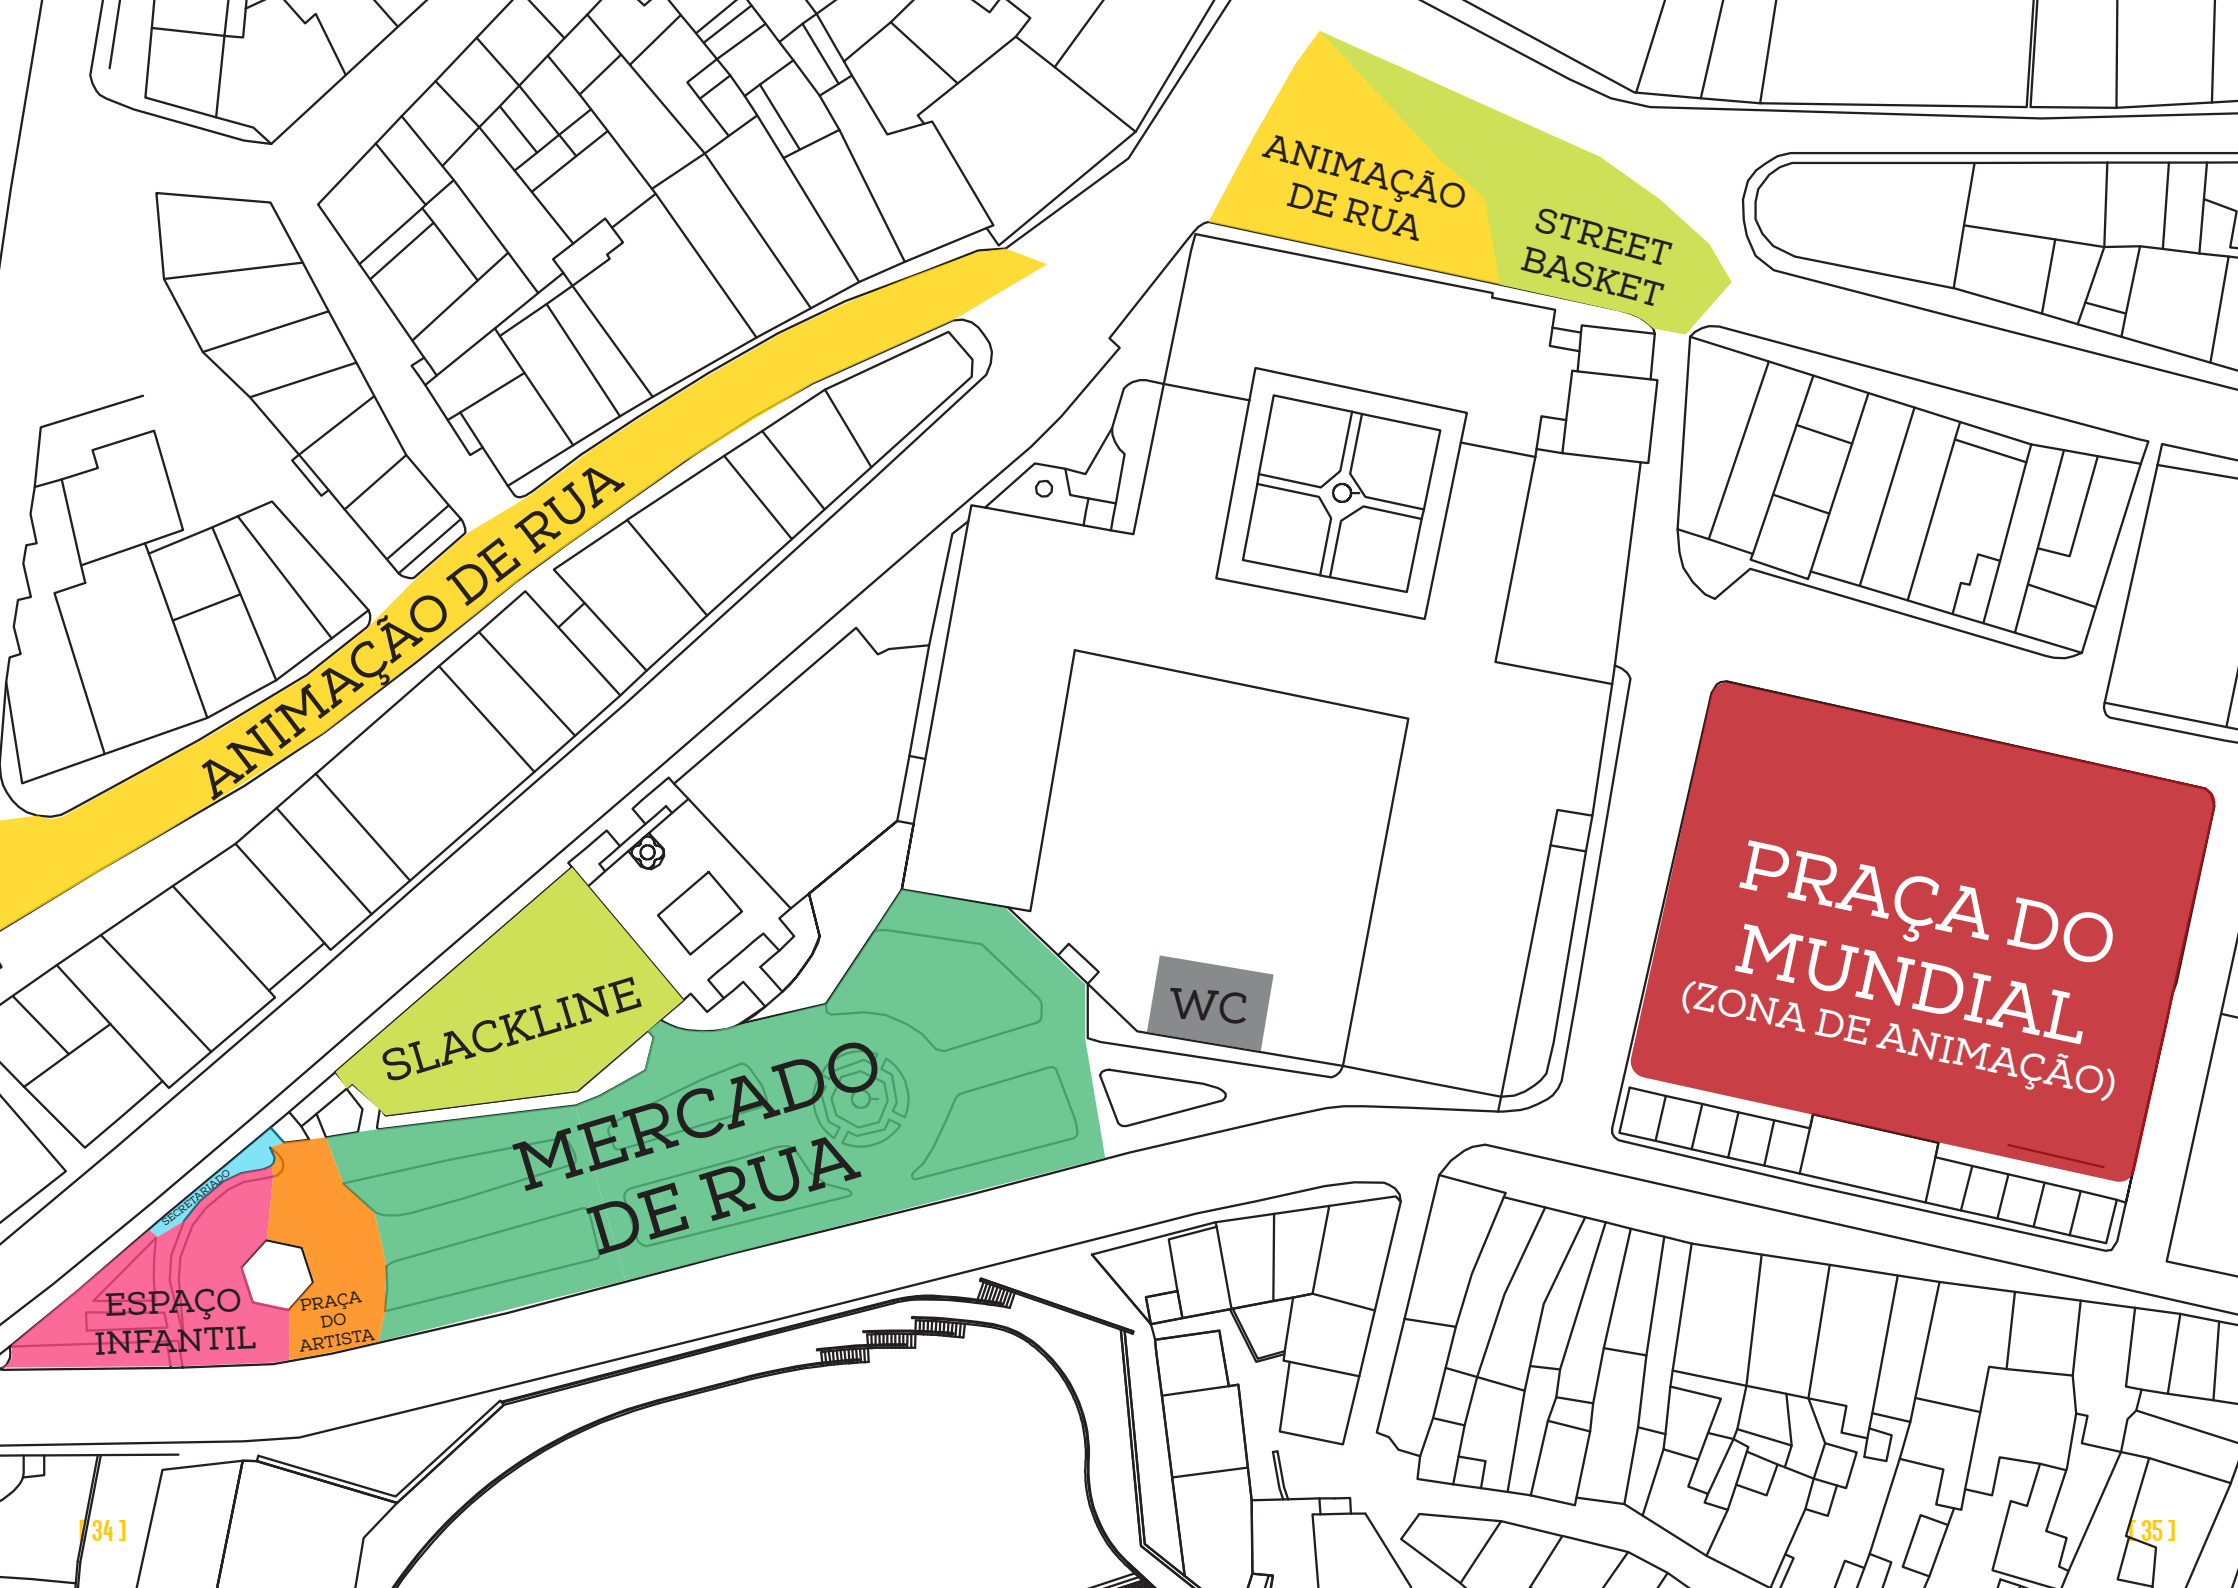 ANIMAÇÃO
DE RUA
STREET
BASKET
ANIMAÇÃO DE RUA
PRAÇA DO
MUNDIAL
(ZONA DE ANIMAÇÃO)
SLACKLINE
WC
MERCADO
DE RUA
SECRETARIADO
ESPAÇO
INFANTIL
PRAÇA
DO
ARTISTA
[ 34 ]
[ 35 ]